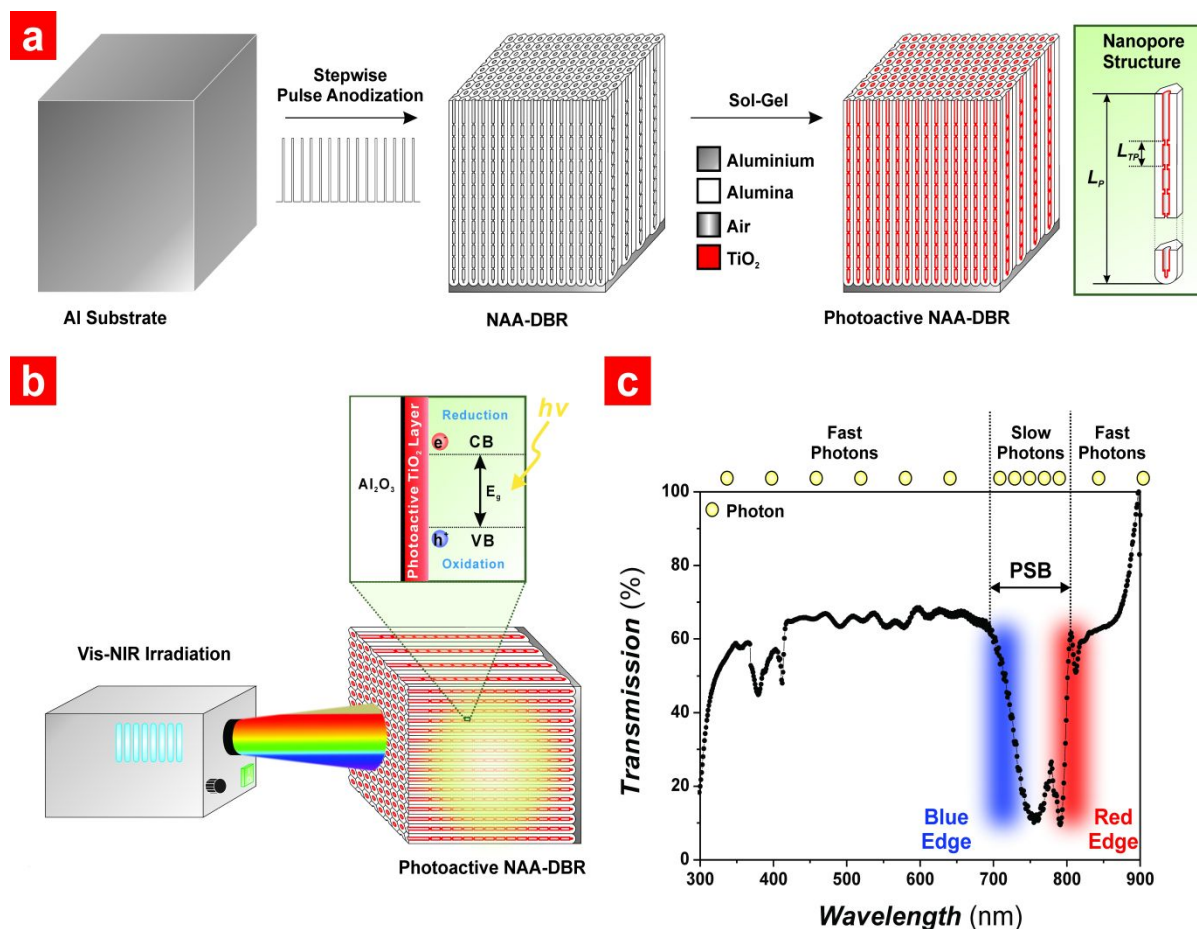 a
Stepwise
Pulse Anodization
Sol-Gel
Aluminium
Alumina
Air
TiO₂
Nanopore
Structure
L_TP
L_P
Al Substrate
NAA-DBR
Photoactive NAA-DBR
b
Al₂O₃
Photoactive TiO₂ Layer
Reduction
e⁻ CB
E_g
h⁺ VB
Oxidation
hν
Vis-NIR Irradiation
Photoactive NAA-DBR
c
Fast
Photons
Slow
Photons
Fast
Photons
Photon
PSB
Blue
Edge
Red
Edge
Transmission (%)
100
80
60
40
20
0
300 400 500 600 700 800 900
Wavelength (nm)